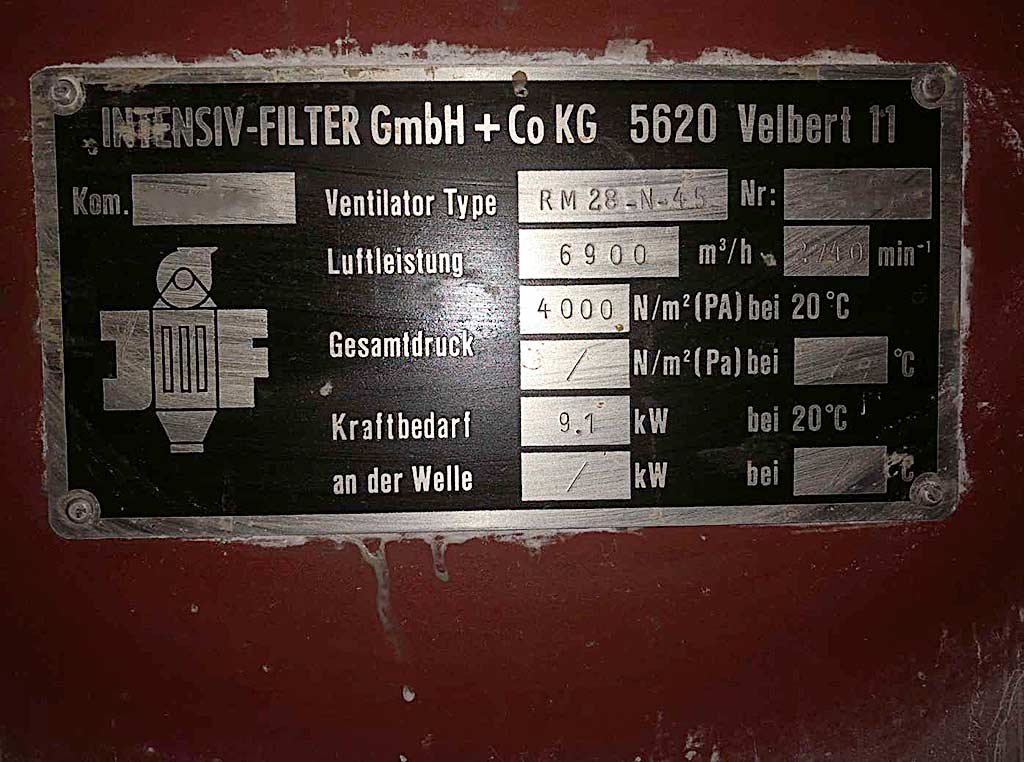 INTENSIV-FILTER GmbH + Co KG 5620 Velbert 11
Kom. Ventilator Type RM 28-N-45 Nr:
Luftleistung 6900 m³/h 2740 min⁻¹
4000 N/m² (PA) bei 20°C
Gesamtdruck
/ N/m² (Pa) bei / °C
Kraftbedarf 9.1 kW bei 20°C
an der Welle / kW bei / °C